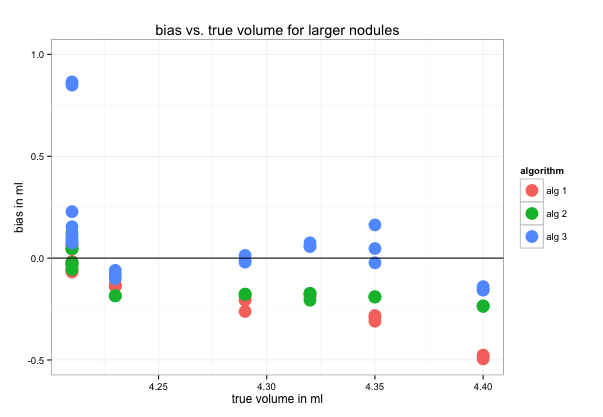 bias vs. true volume for larger nodules
1.0
0.5
0.0
-0.5
bias in ml
4.25
4.30
4.35
4.40
true volume in ml
algorithm
alg 1
alg 2
alg 3